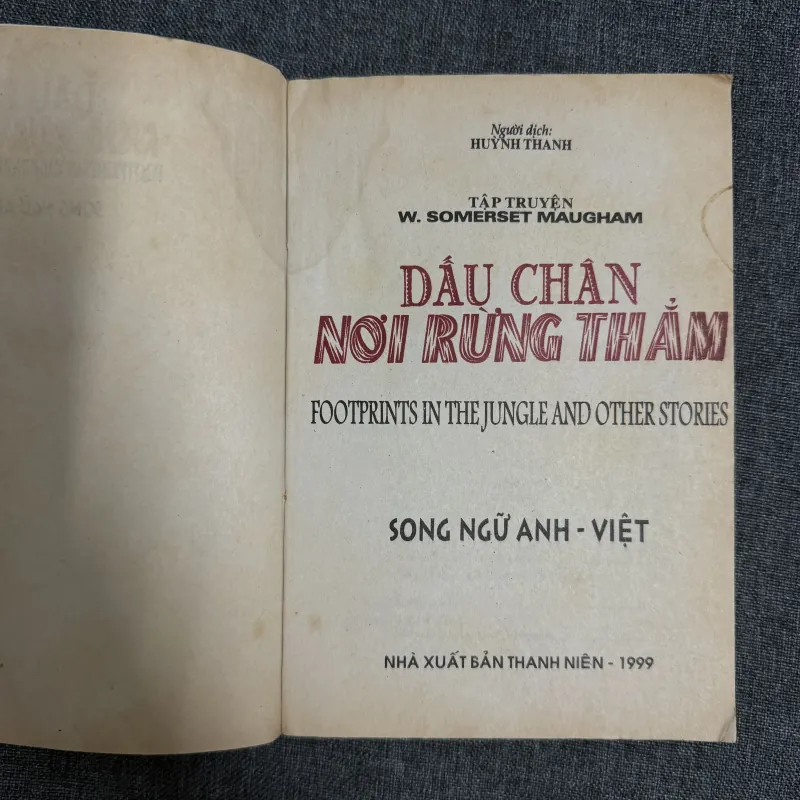 Người dịch:
HUỲNH THANH
TẬP TRUYỆN
W. SOMERSET MAUGHAM
DẤU CHÂN
NƠI RỪNG THẲM
FOOTPRINTS IN THE JUNGLE AND OTHER STORIES
SONG NGỮ ANH - VIỆT
NHÀ XUẤT BẢN THANH NIÊN - 1999